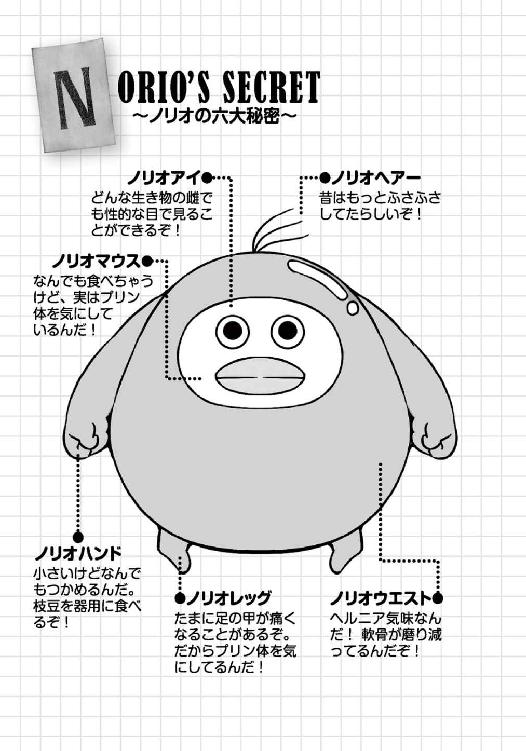 NORIO'S SECRET
～ノリオの六大秘密～
ノリオアイ
どんな生き物の雌で
も性的な目で見るこ
とができるぞ！
ノリオヘアー
昔はもっとふさふさ
してたらしいぞ！
ノリオマウス
なんでも食べちゃう
けど、実はプリン
体を気にして
いるんだ！
ノリオハンド
小さいけどなんで
もつかめるんだ。
枝豆を器用に食べ
るぞ！
ノリオレッグ
たまに足の甲が痛く
なることがあるぞ。
だからプリン体を気
にしてるんだ！
ノリオウエスト
ヘルニア気味なん
だ！ 軟骨が磨り減
ってるんだぞ！